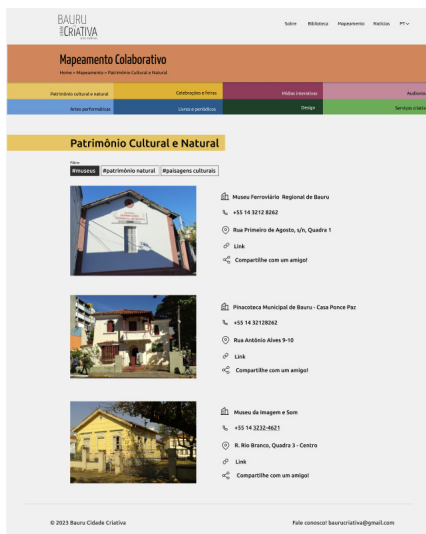 BAURU
CRIATIVA
Sobre Biblioteca Mapeamento Notícias PT
Mapeamento Colaborativo
Home > Mapeamento > Patrimônio Cultural e Natural
Patrimônio cultural e natural Celebrações e festas Mídias interativas
Artes performáticas Livros e periódicos Design
Patrimônio Cultural e Natural
Filtro
#museus #patrimônio natural #paisagens culturais
Museu Ferroviário Regional de Bauru
+55 14 3212 8262
Rua Primeiro de Agosto, s/n, Quadra 1
Link
Compartilhe com um amigo!
Pinacoteca Municipal de Bauru - Casa Ponce Paz
+55 14 32128262
Rua Antônio Alves 9-10
Link
Compartilhe com um amigo!
Museu da Imagem e Som
+55 14 3232-4621
R. Rio Branco, Quadra 3 - Centro
Link
Compartilhe com um amigo!
© 2023 Bauru Cidade Criativa
Fale conosco! baurucriativa@gmail.com